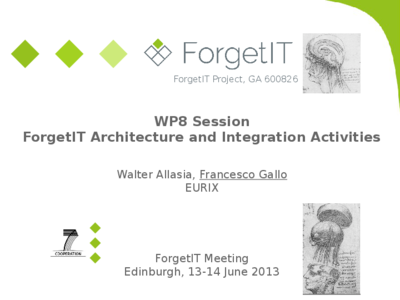 ForgetIT
ForgetIT Project, GA 600826
WP8 Session
ForgetIT Architecture and Integration Activities
Walter Allasia, Francesco Gallo
EURIX
7
COOPERATION
ForgetIT Meeting
Edinburgh, 13-14 June 2013